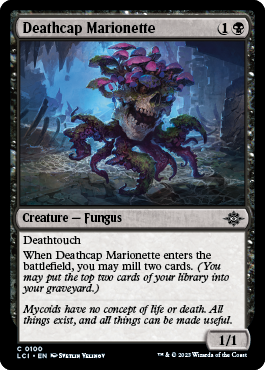 Deathcap Marionette 1
Creature — Fungus
Deathtouch
When Deathcap Marionette enters the
battlefield, you may mill two cards. (You
may put the top two cards of your library into
your graveyard.)
Mycoids have no concept of life or death. All
things exist, and all things can be made useful.
1/1
C 0100
LCI • EN Svetlin Velinov ™ & © 2023 Wizards of the Coast